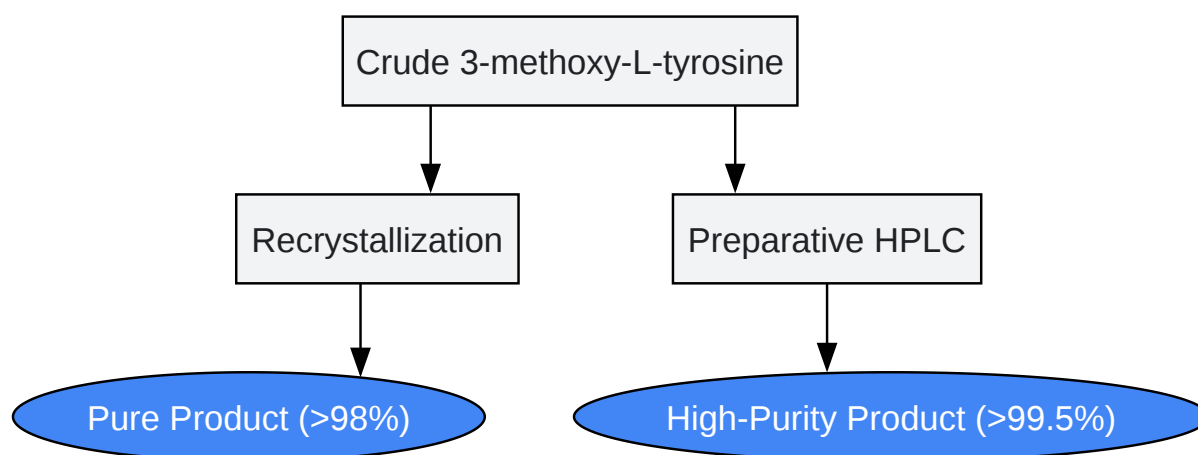 Crude 3-methoxy-L-tyrosine
Recrystallization
Preparative HPLC
Pure Product (>98%)
High-Purity Product (>99.5%)